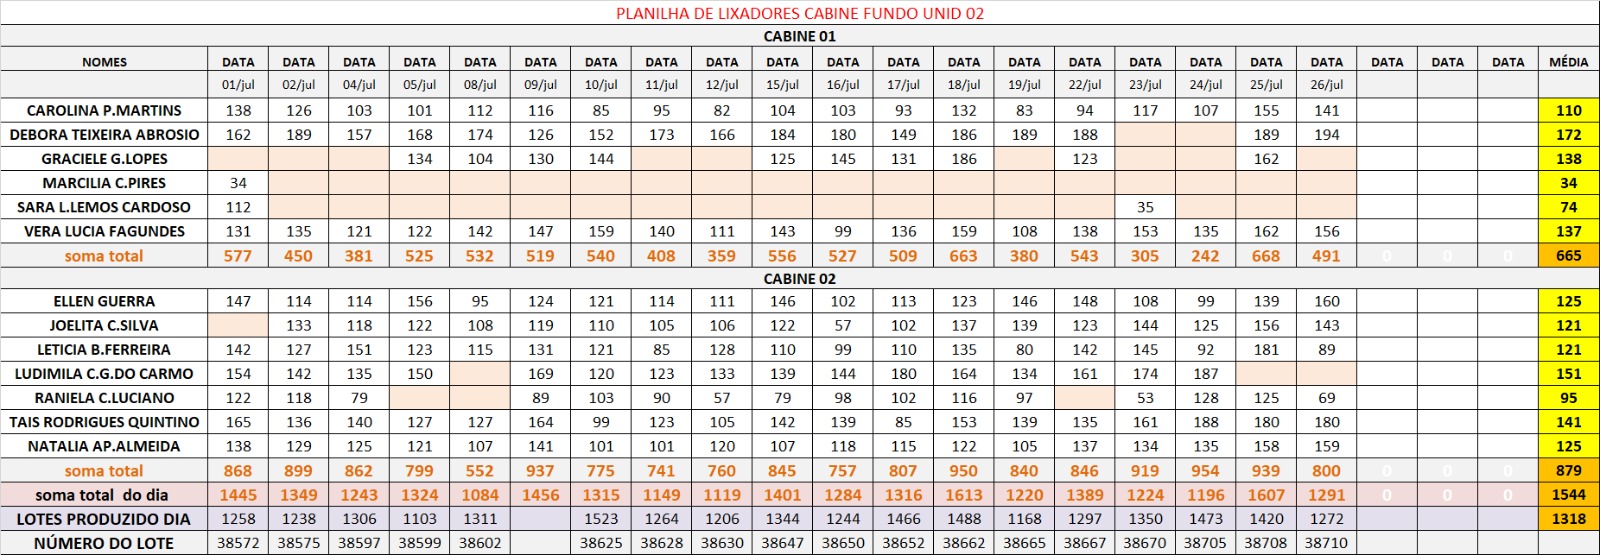 PLANILHA DE LIXADORES CABINE FUNDO UNID 02
CABINE 01
NOMES DATA DATA DATA DATA DATA DATA DATA DATA DATA DATA DATA DATA DATA DATA DATA DATA DATA DATA DATA DATA DATA DATA MÉDIA
01/jul 02/jul 04/jul 05/jul 08/jul 09/jul 10/jul 11/jul 12/jul 15/jul 16/jul 17/jul 18/jul 19/jul 22/jul 23/jul 24/jul 25/jul 26/jul
CAROLINA P.MARTINS 138 126 103 101 112 116 85 95 82 104 103 93 132 83 94 117 107 155 141 110
DEBORA TEIXEIRA ABROSIO 162 189 157 168 174 126 152 173 166 184 180 149 186 189 188 189 194 172
GRACIELE G.LOPES 134 104 130 144 125 145 131 186 123 162 138
MARCILIA C.PIRES 34 34
SARA L.LEMOS CARDOSO 112 35 74
VERA LUCIA FAGUNDES 131 135 121 122 142 147 159 140 111 143 99 136 159 108 138 153 135 162 156 137
soma total 577 450 381 525 532 519 540 408 359 556 527 509 663 380 543 305 242 668 491 0 0 0 665
CABINE 02
ELLEN GUERRA 147 114 114 156 95 124 121 114 111 146 102 113 123 146 148 108 99 139 160 125
JOELITA C.SILVA 133 118 122 108 119 110 105 106 122 57 102 137 139 123 144 125 156 143 121
LETICIA B.FERREIRA 142 127 151 123 115 131 121 85 128 110 99 110 135 80 142 145 92 181 89 121
LUDIMILA C.G.DO CARMO 154 142 135 150 169 120 123 133 139 144 180 164 134 161 174 187 151
RANIELA C.LUCIANO 122 118 79 89 103 90 57 79 98 102 116 97 53 128 125 69 95
TAIS RODRIGUES QUINTINO 165 136 140 127 127 164 99 123 105 142 139 85 153 139 135 161 188 180 180 141
NATALIA AP.ALMEIDA 138 129 125 121 107 141 101 101 120 107 118 115 122 105 137 134 135 158 159 125
soma total 868 899 862 799 552 937 775 741 760 845 757 807 950 840 846 919 954 939 800 0 0 0 879
soma total do dia 1445 1349 1243 1324 1084 1456 1315 1149 1119 1401 1284 1316 1613 1220 1389 1224 1196 1607 1291 0 0 0 1544
LOTES PRODUZIDO DIA 1258 1238 1306 1103 1311 1523 1264 1206 1344 1244 1466 1488 1168 1297 1350 1473 1420 1272 1318
NÚMERO DO LOTE 38572 38575 38597 38599 38602 38625 38628 38630 38647 38650 38652 38662 38665 38667 38670 38705 38708 38710